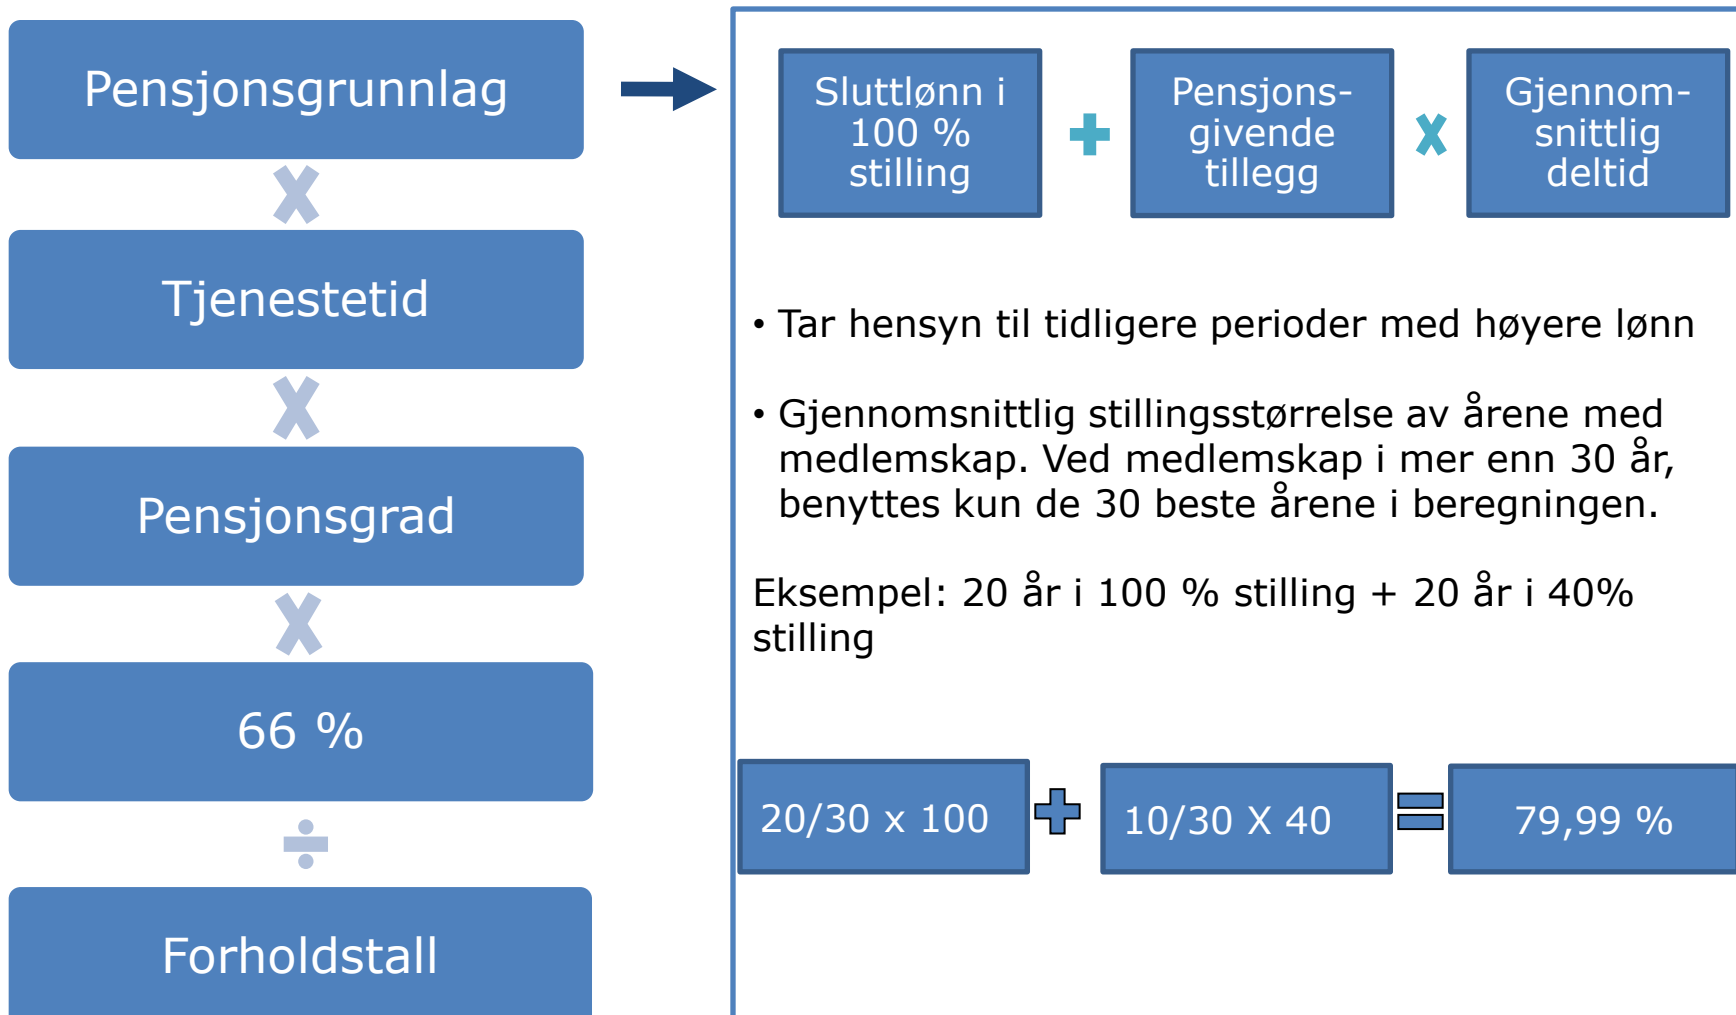 Pensjonsgrunnlag
Tjenestetid
Pensjonsgrad
66 %
Forholdstall
Sluttlønn i
100 %
stilling
Pensjons-
givende
tillegg
Gjennom-
snittlig
deltid
• Tar hensyn til tidligere perioder med høyere lønn
• Gjennomsnittlig stillingsstørrelse av årene med
medlemskap. Ved medlemskap i mer enn 30 år,
benyttes kun de 30 beste årene i beregningen.
Eksempel: 20 år i 100 % stilling + 20 år i 40%
stilling
20/30 x 100
10/30 X 40
79,99 %